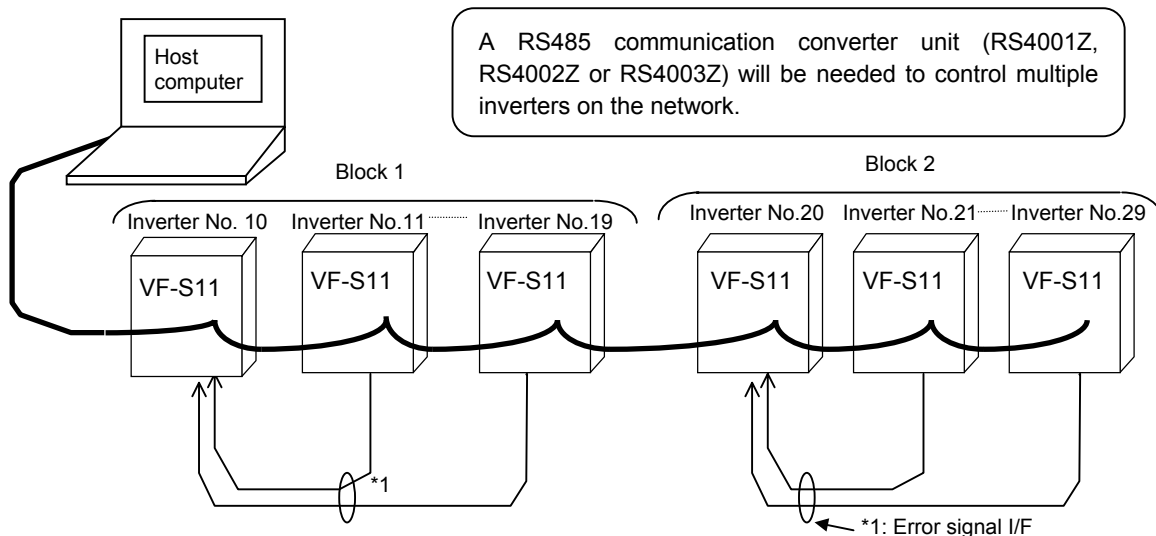 Host
computer
A RS485 communication converter unit (RS4001Z,
RS4002Z or RS4003Z) will be needed to control multiple
inverters on the network.
Block 1
Block 2
Inverter No. 10
Inverter No.11
Inverter No.19
Inverter No.20
Inverter No.21
Inverter No.29
VF-S11
VF-S11
VF-S11
VF-S11
VF-S11
VF-S11
*1
*1: Error signal I/F